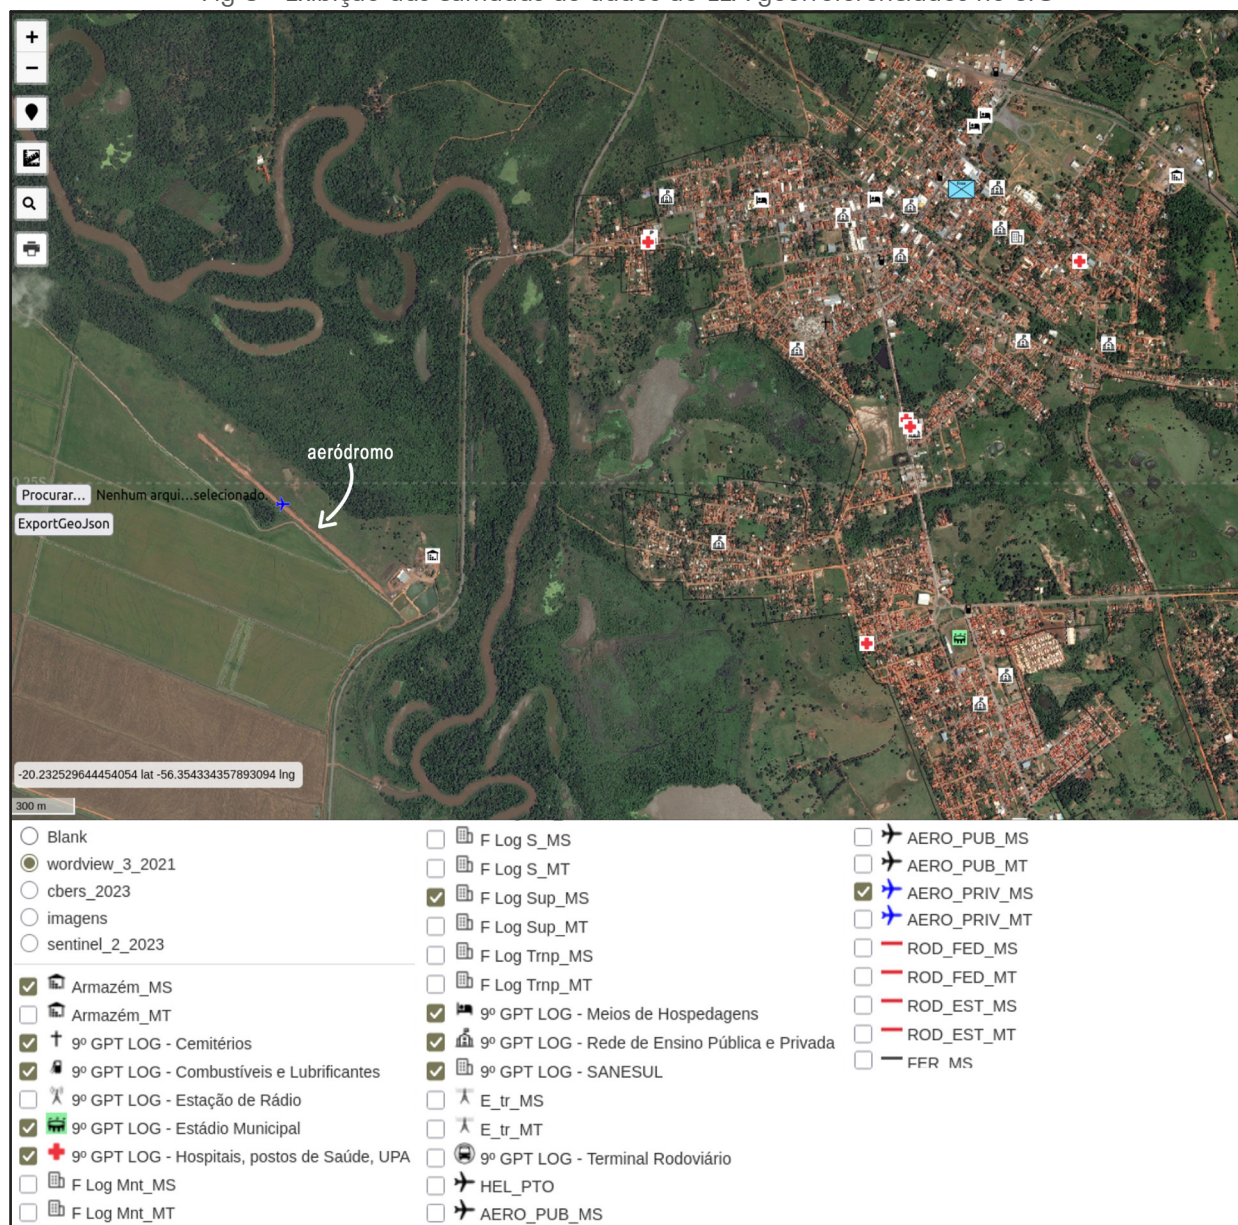 +
−
aeródromo
0.25S
Procurar... Nenhum arqui...selecionado.
ExportGeoJson
-20.232529644454054 lat -56.354334357893094 lng
300 m
Blank
wordview_3_2021
cbers_2023
imagens
sentinel_2_2023
Armazém_MS
Armazém_MT
9º GPT LOG - Cemitérios
9º GPT LOG - Combustíveis e Lubrificantes
9º GPT LOG - Estação de Rádio
9º GPT LOG - Estádio Municipal
9º GPT LOG - Hospitais, postos de Saúde, UPA
F Log Mnt_MS
F Log Mnt_MT
F Log S_MS
F Log S_MT
F Log Sup_MS
F Log Sup_MT
F Log Trnp_MS
F Log Trnp_MT
9º GPT LOG - Meios de Hospedagens
9º GPT LOG - Rede de Ensino Pública e Privada
9º GPT LOG - SANESUL
E_tr_MS
E_tr_MT
9º GPT LOG - Terminal Rodoviário
HEL_PTO
AERO_PUB_MS
AERO_PUB_MS
AERO_PUB_MT
AERO_PRIV_MS
AERO_PRIV_MT
ROD_FED_MS
ROD_FED_MT
ROD_EST_MS
ROD_EST_MT
FER_MS